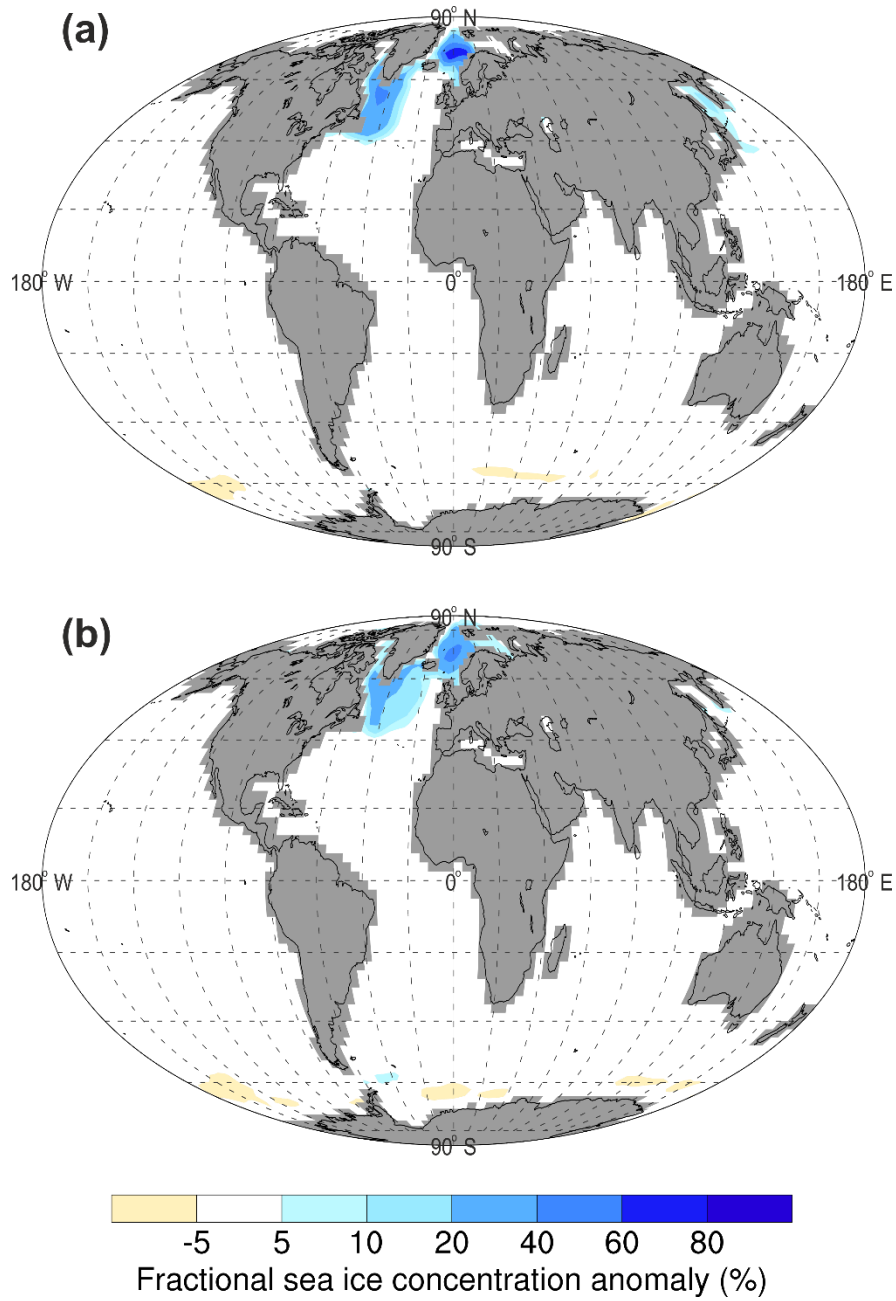 (a)
90° N
180° W
0°
180° E
90° S
(b)
90° N
180° W
0°
180° E
90° S
-5 5 10 20 40 60 80
Fractional sea ice concentration anomaly (%)